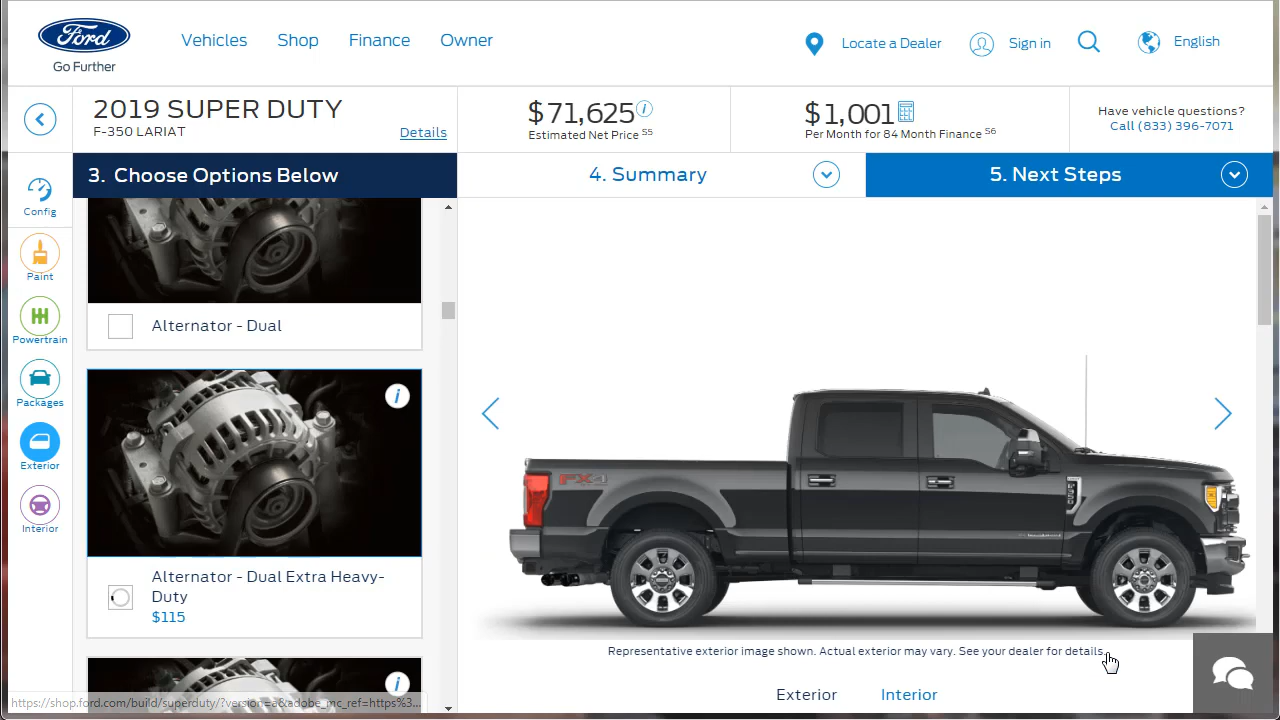 Ford
Go Further
Vehicles
Shop
Finance
Owner
Locate a Dealer
Sign in
English
2019 SUPER DUTY
F-350 LARIAT
Details
$71,625 i
Estimated Net Price S5
$1,001
Per Month for 84 Month Finance S6
Have vehicle questions?
Call (833) 396-7071
3. Choose Options Below
4. Summary
5. Next Steps
Config
Paint
Powertrain
Packages
Exterior
Interior
Alternator - Dual
i
Alternator - Dual Extra Heavy-
Duty
$115
i
FX4
Representative exterior image shown. Actual exterior may vary. See your dealer for details.
Exterior
Interior
https://shop.ford.com/build/superduty/?version=a&adobe_mc_ref=https%3...